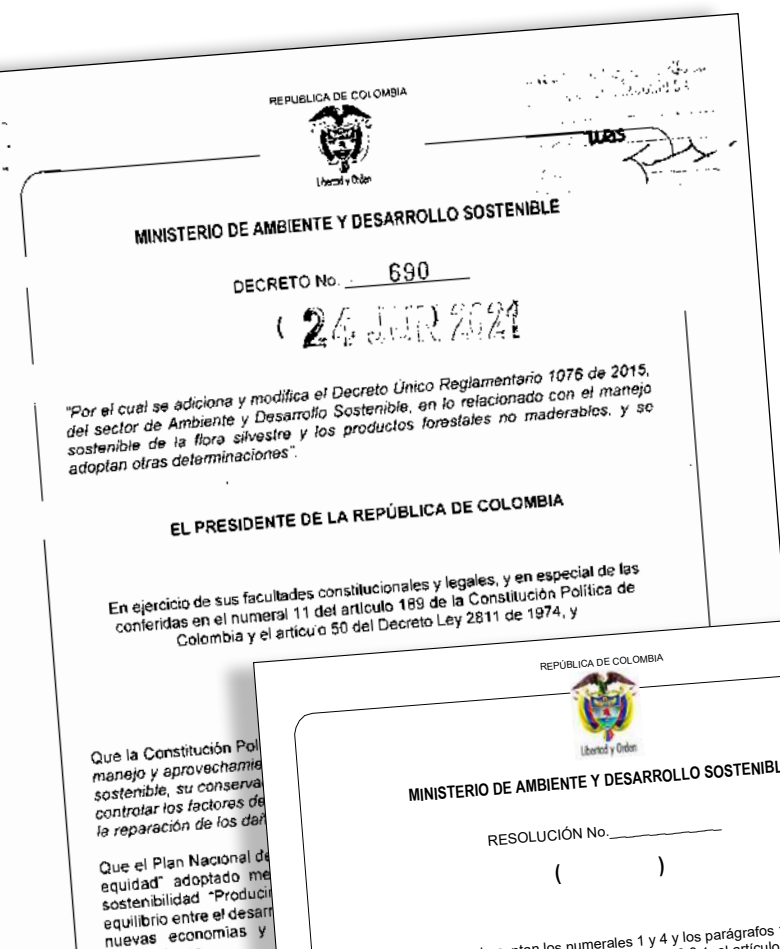 REPUBLICA DE COLOMBIA
Libertad y Orden
MINISTERIO DE AMBIENTE Y DESARROLLO SOSTENIBLE
DECRETO No. 690
( 24 JUN 2021
"Por el cual se adiciona y modifica el Decreto Único Reglamentario 1076 de 2015,
del sector de Ambiente y Desarrollo Sostenible, en lo relacionado con el manejo
sostenible de la flora silvestre y los productos forestales no maderables, y se
adoptan otras determinaciones".
EL PRESIDENTE DE LA REPÚBLICA DE COLOMBIA
En ejercicio de sus facultades constitucionales y legales, y en especial de las
conferidas en el numeral 11 del artículo 189 de la Constitución Política de
Colombia y el artículo 50 del Decreto Ley 2811 de 1974, y
Que la Constitución Pol
manejo y aprovechamie
sostenible, su conserva
controlar los factores de
la reparación de los dañ
Que el Plan Nacional de
equidad" adoptado me
sostenibilidad "Producir
equilibrio entre el desarr
nuevas economías y
REPÚBLICA DE COLOMBIA
Libertad y Orden
MINISTERIO DE AMBIENTE Y DESARROLLO SOSTENIBL
RESOLUCIÓN No.______________
( )
los numerales 1 y 4 y los parágrafos